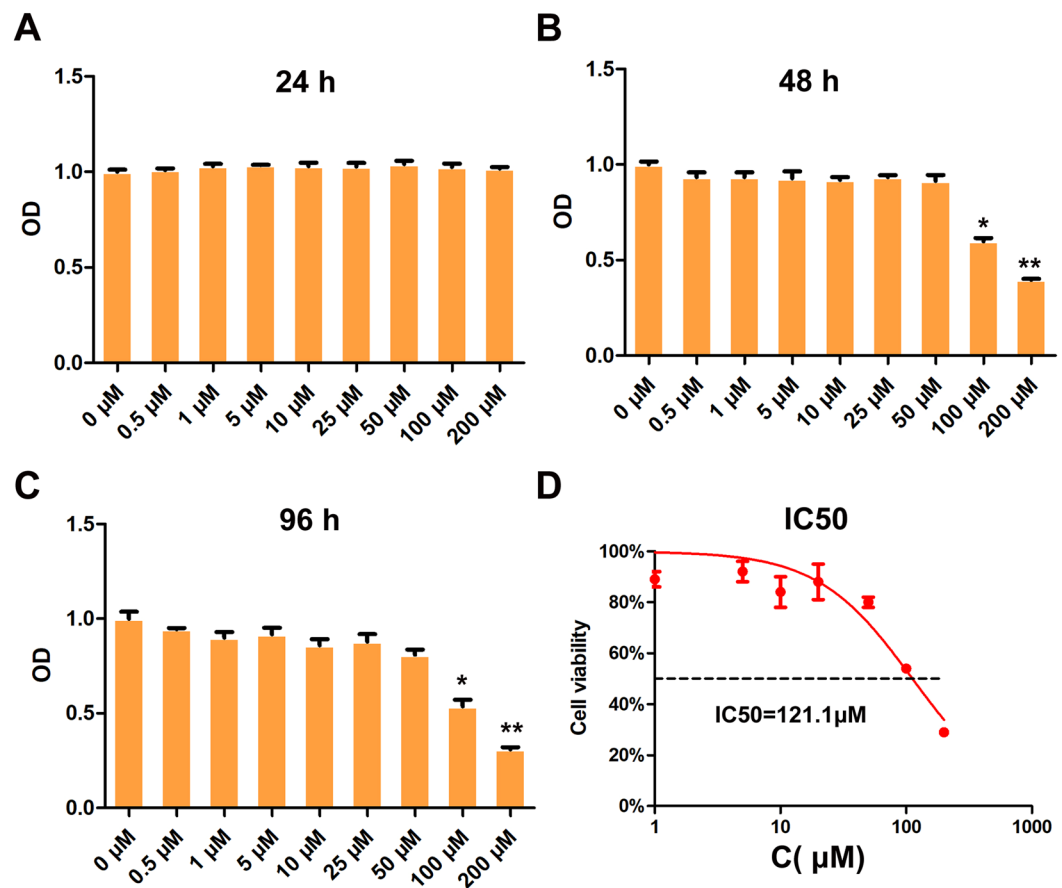 A
24 h
OD
1.5
1.0
0.5
0.0
0 µM
0.5 µM
1 µM
5 µM
10 µM
25 µM
50 µM
100 µM
200 µM
B
48 h
OD
1.5
1.0
0.5
0.0
*
**
0 µM
0.5 µM
1 µM
5 µM
10 µM
25 µM
50 µM
100 µM
200 µM
C
96 h
OD
1.5
1.0
0.5
0.0
*
**
0 µM
0.5 µM
1 µM
5 µM
10 µM
25 µM
50 µM
100 µM
200 µM
D
IC50
Cell viability
100%
80%
60%
40%
20%
0%
IC50=121.1µM
1
10
100
1000
C( µM)